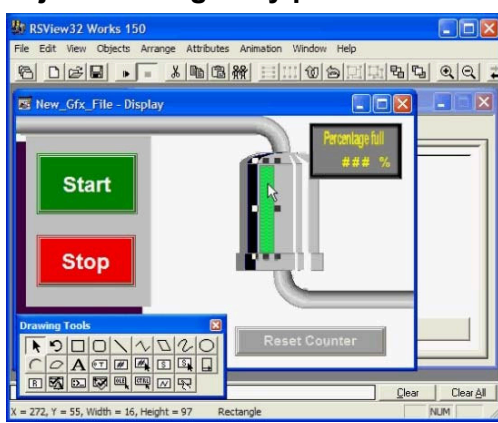 RSView32 Works 150
File Edit View Objects Arrange Attributes Animation Window Help
New_Gfx_File - Display
Percentage full
### %
Start
Stop
Reset Counter
Drawing Tools
Clear Clear All
X = 272, Y = 55, Width = 16, Height = 97 Rectangle NUM